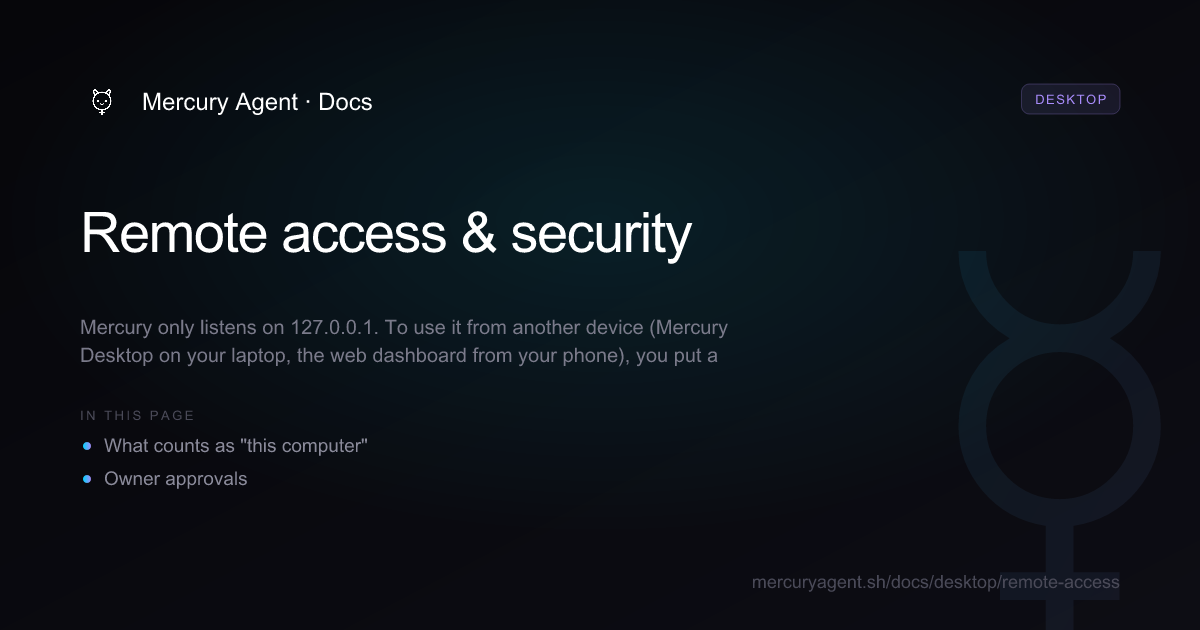 Mercury Agent · Docs
DESKTOP
Remote access & security
Mercury only listens on 127.0.0.1. To use it from another device (Mercury
Desktop on your laptop, the web dashboard from your phone), you put a
IN THIS PAGE
What counts as "this computer"
Owner approvals
mercuryagent.sh/docs/desktop/remote-access